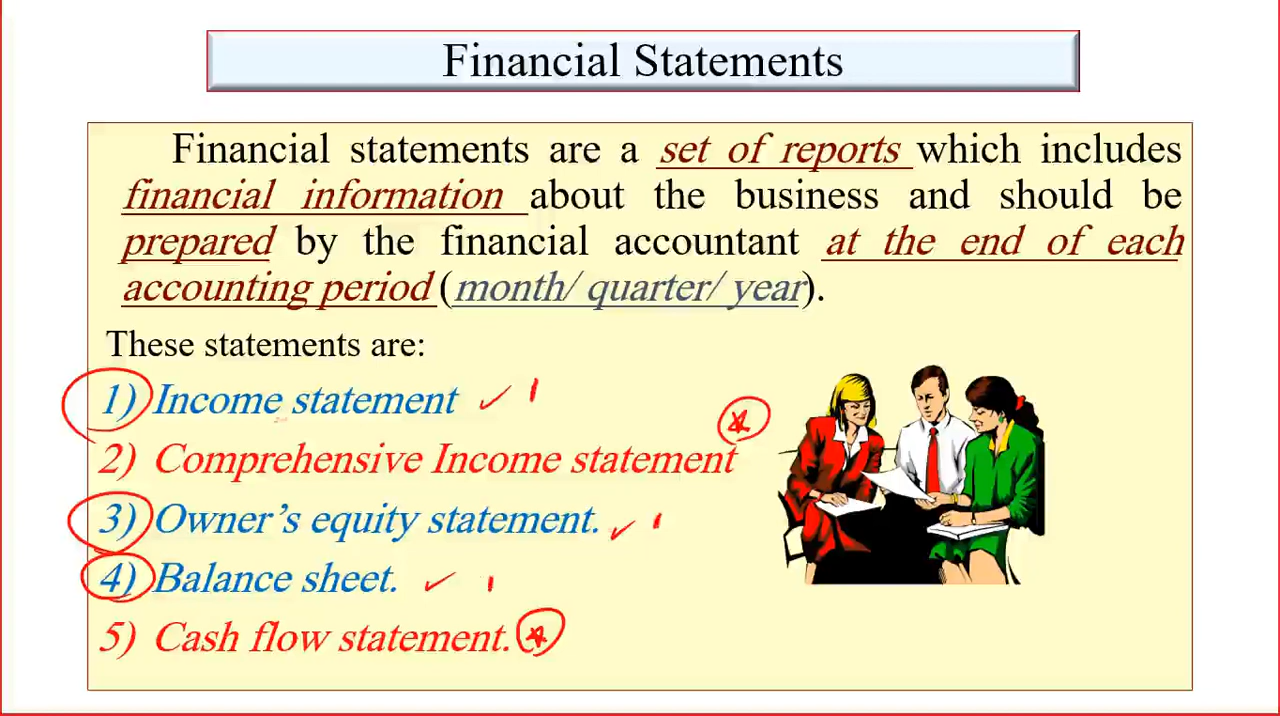 Financial Statements
Financial statements are a set of reports which includes
financial information about the business and should be
prepared by the financial accountant at the end of each
accounting period (month/ quarter/ year).
These statements are:
1) Income statement
2) Comprehensive Income statement
3) Owner's equity statement.
4) Balance sheet.
5) Cash flow statement.